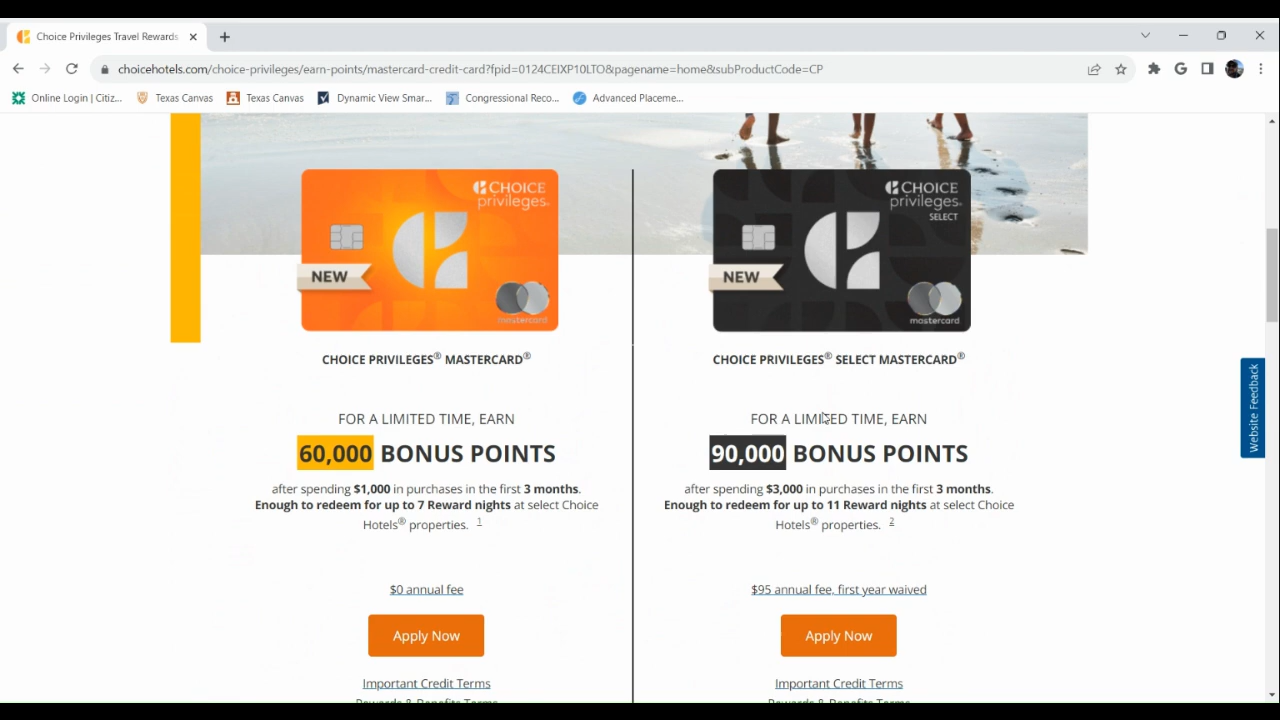 Choice Privileges Travel Rewards
choicehotels.com/choice-privileges/earn-points/mastercard-credit-card?fpid=0124CEIXP10LTO&pagename=home&subProductCode=CP
Online Login | Citiz...
Texas Canvas
Texas Canvas
Dynamic View Smar...
Congressional Reco...
Advanced Placeme...
CHOICE
privileges®
NEW
mastercard
CHOICE
privileges®
SELECT
NEW
mastercard
CHOICE PRIVILEGES® MASTERCARD®
FOR A LIMITED TIME, EARN
60,000 BONUS POINTS
after spending $1,000 in purchases in the first 3 months.
Enough to redeem for up to 7 Reward nights at select Choice
Hotels® properties. 1
$0 annual fee
Apply Now
Important Credit Terms
Rewards & Benefits Terms
CHOICE PRIVILEGES® SELECT MASTERCARD®
FOR A LIMITED TIME, EARN
90,000 BONUS POINTS
after spending $3,000 in purchases in the first 3 months.
Enough to redeem for up to 11 Reward nights at select Choice
Hotels® properties. 2
$95 annual fee, first year waived
Apply Now
Important Credit Terms
Rewards & Benefits Terms
Website Feedback